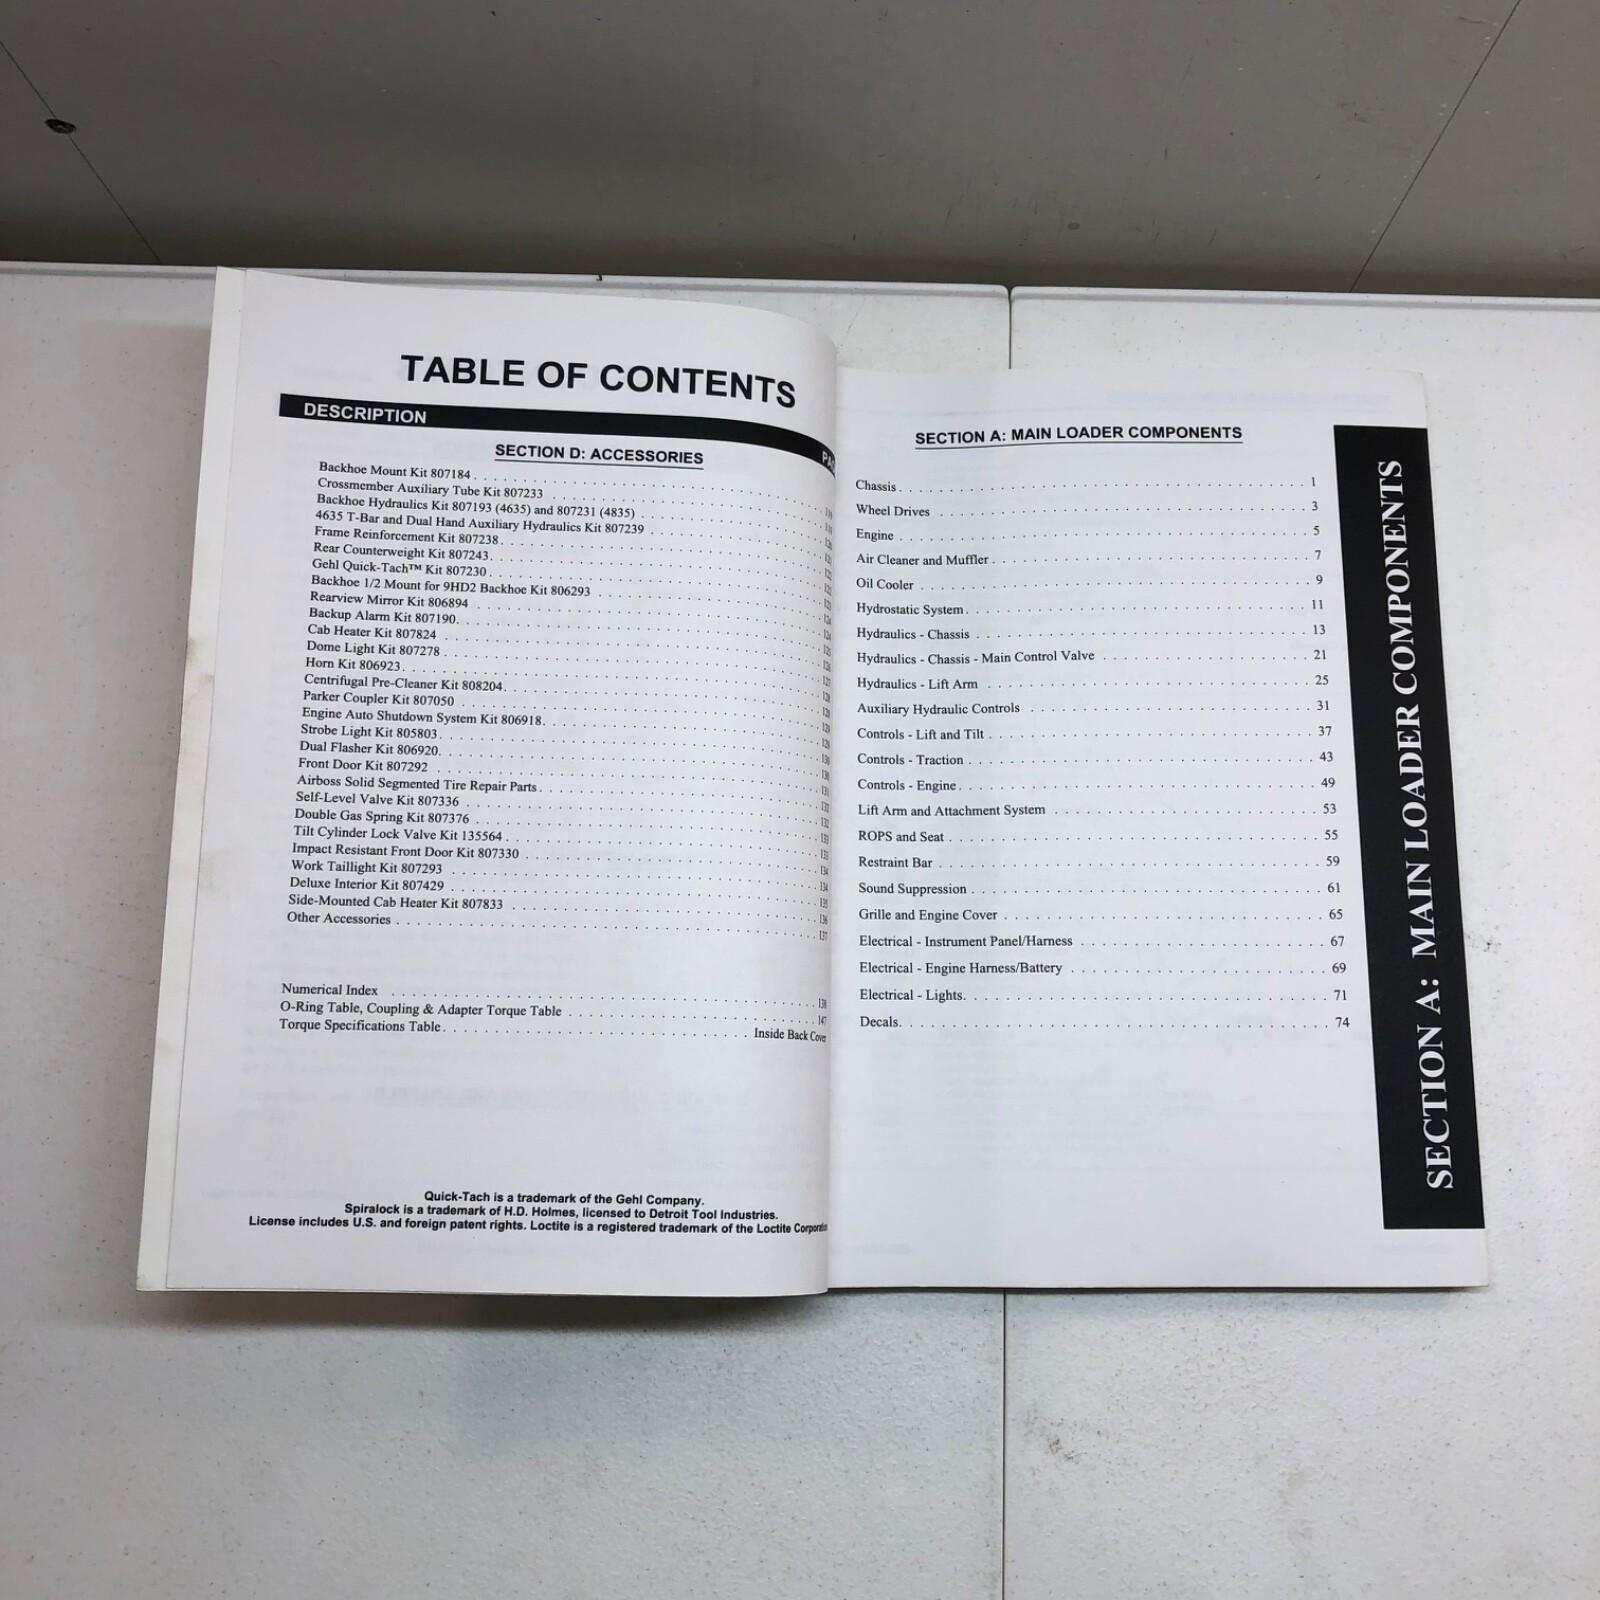 TABLE OF CONTENTS
DESCRIPTION
SECTION D: ACCESSORIES
Backhoe Mount Kit 807184
Crossmember Auxiliary Tube Kit 807233
Backhoe Hydraulics Kit 807193 (4635) and 807231 (4835)
4635 T-Bar and Dual Hand Auxiliary Hydraulics Kit 807239
Frame Reinforcement Kit 807238
Rear Counterweight Kit 807243
Gehl Quick-Tach™ Kit 807230
Backhoe 1/2 Mount for 9HD2 Backhoe Kit 806293
Rearview Mirror Kit 806894
Backup Alarm Kit 807190
Cab Heater Kit 807824
Dome Light Kit 807278
Horn Kit 806923
Centrifugal Pre-Cleaner Kit 808204
Parker Coupler Kit 807050
Engine Auto Shutdown System Kit 806918
Strobe Light Kit 805803
Dual Flasher Kit 806920
Front Door Kit 807292
Airboss Solid Segmented Tire Repair Parts
Self-Level Valve Kit 807336
Double Gas Spring Kit 807376
Tilt Cylinder Lock Valve Kit 135564
Impact Resistant Front Door Kit 807330
Work Taillight Kit 807293
Deluxe Interior Kit 807429
Side-Mounted Cab Heater Kit 807833 136
Other Accessories 137
Numerical Index 138
O-Ring Table, Coupling & Adapter Torque Table 147
Torque Specifications Table Inside Back Cover
Quick-Tach is a trademark of the Gehl Company.
Spiralock is a trademark of H.D. Holmes, licensed to Detroit Tool Industries.
License includes U.S. and foreign patent rights. Loctite is a registered trademark of the Loctite Corporation
SECTION A: MAIN LOADER COMPONENTS
Chassis 1
Wheel Drives 3
Engine 5
Air Cleaner and Muffler 7
Oil Cooler 9
Hydrostatic System 11
Hydraulics - Chassis 13
Hydraulics - Chassis - Main Control Valve 21
Hydraulics - Lift Arm 25
Auxiliary Hydraulic Controls 31
Controls - Lift and Tilt 37
Controls - Traction 43
Controls - Engine 49
Lift Arm and Attachment System 53
ROPS and Seat 55
Restraint Bar 59
Sound Suppression 61
Grille and Engine Cover 65
Electrical - Instrument Panel/Harness 67
Electrical - Engine Harness/Battery 69
Electrical - Lights 71
Decals 74
SECTION A: MAIN LOADER COMPONENTS